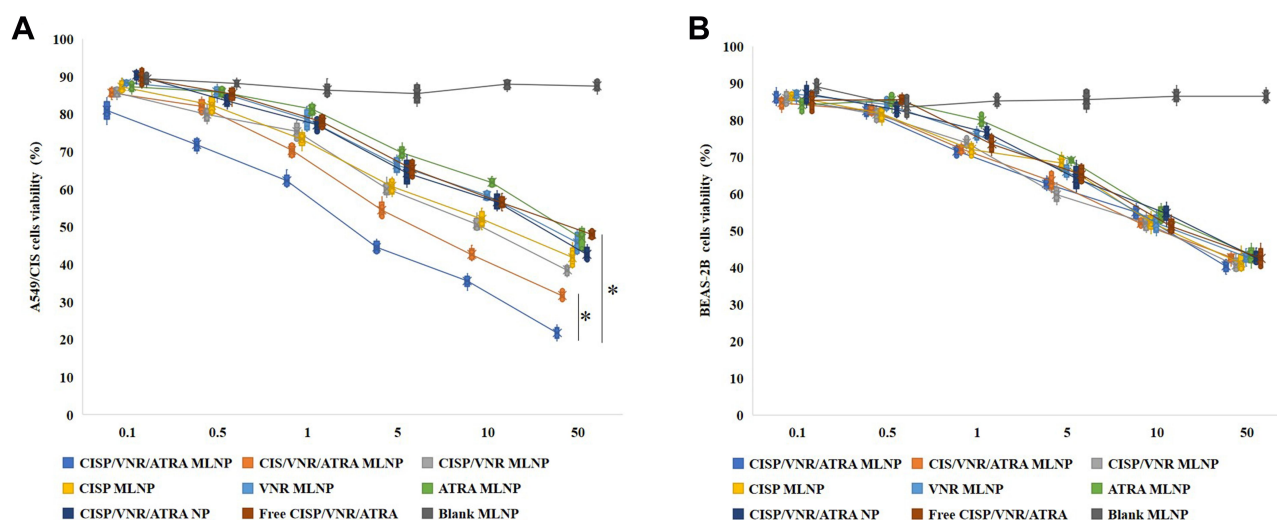 A
A549/CIS cells viability (%)
100
90
80
70
60
50
40
30
20
10
0
0.1 0.5 1 5 10 50
*
*
CISP/VNR/ATRA MLNP CIS/VNR/ATRA MLNP CISP/VNR MLNP
CISP MLNP VNR MLNP ATRA MLNP
CISP/VNR/ATRA NP Free CISP/VNR/ATRA Blank MLNP
B
BEAS-2B cells viability (%)
100
90
80
70
60
50
40
30
20
10
0
0.1 0.5 1 5 10 50
CISP/VNR/ATRA MLNP CIS/VNR/ATRA MLNP CISP/VNR MLNP
CISP MLNP VNR MLNP ATRA MLNP
CISP/VNR/ATRA NP Free CISP/VNR/ATRA Blank MLNP